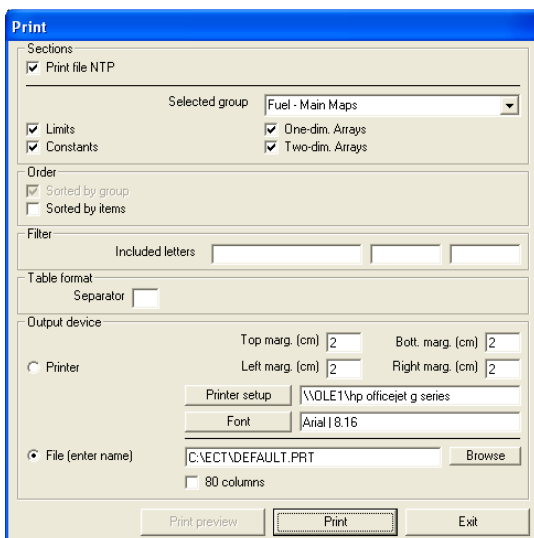 Print
Sections
Print file NTP
Selected group Fuel - Main Maps
Limits One-dim. Arrays
Constants Two-dim. Arrays
Order
Sorted by group
Sorted by items
Filter
Included letters
Table format
Separator
Output device
Top marg. (cm) 2 Bott. marg. (cm) 2
Printer Left marg. (cm) 2 Right marg. (cm) 2
Printer setup \\OLE1\hp officejet g series
Font Arial | 8.16
File (enter name) C:\ECT\DEFAULT.PRT Browse
80 columns
Print preview Print Exit